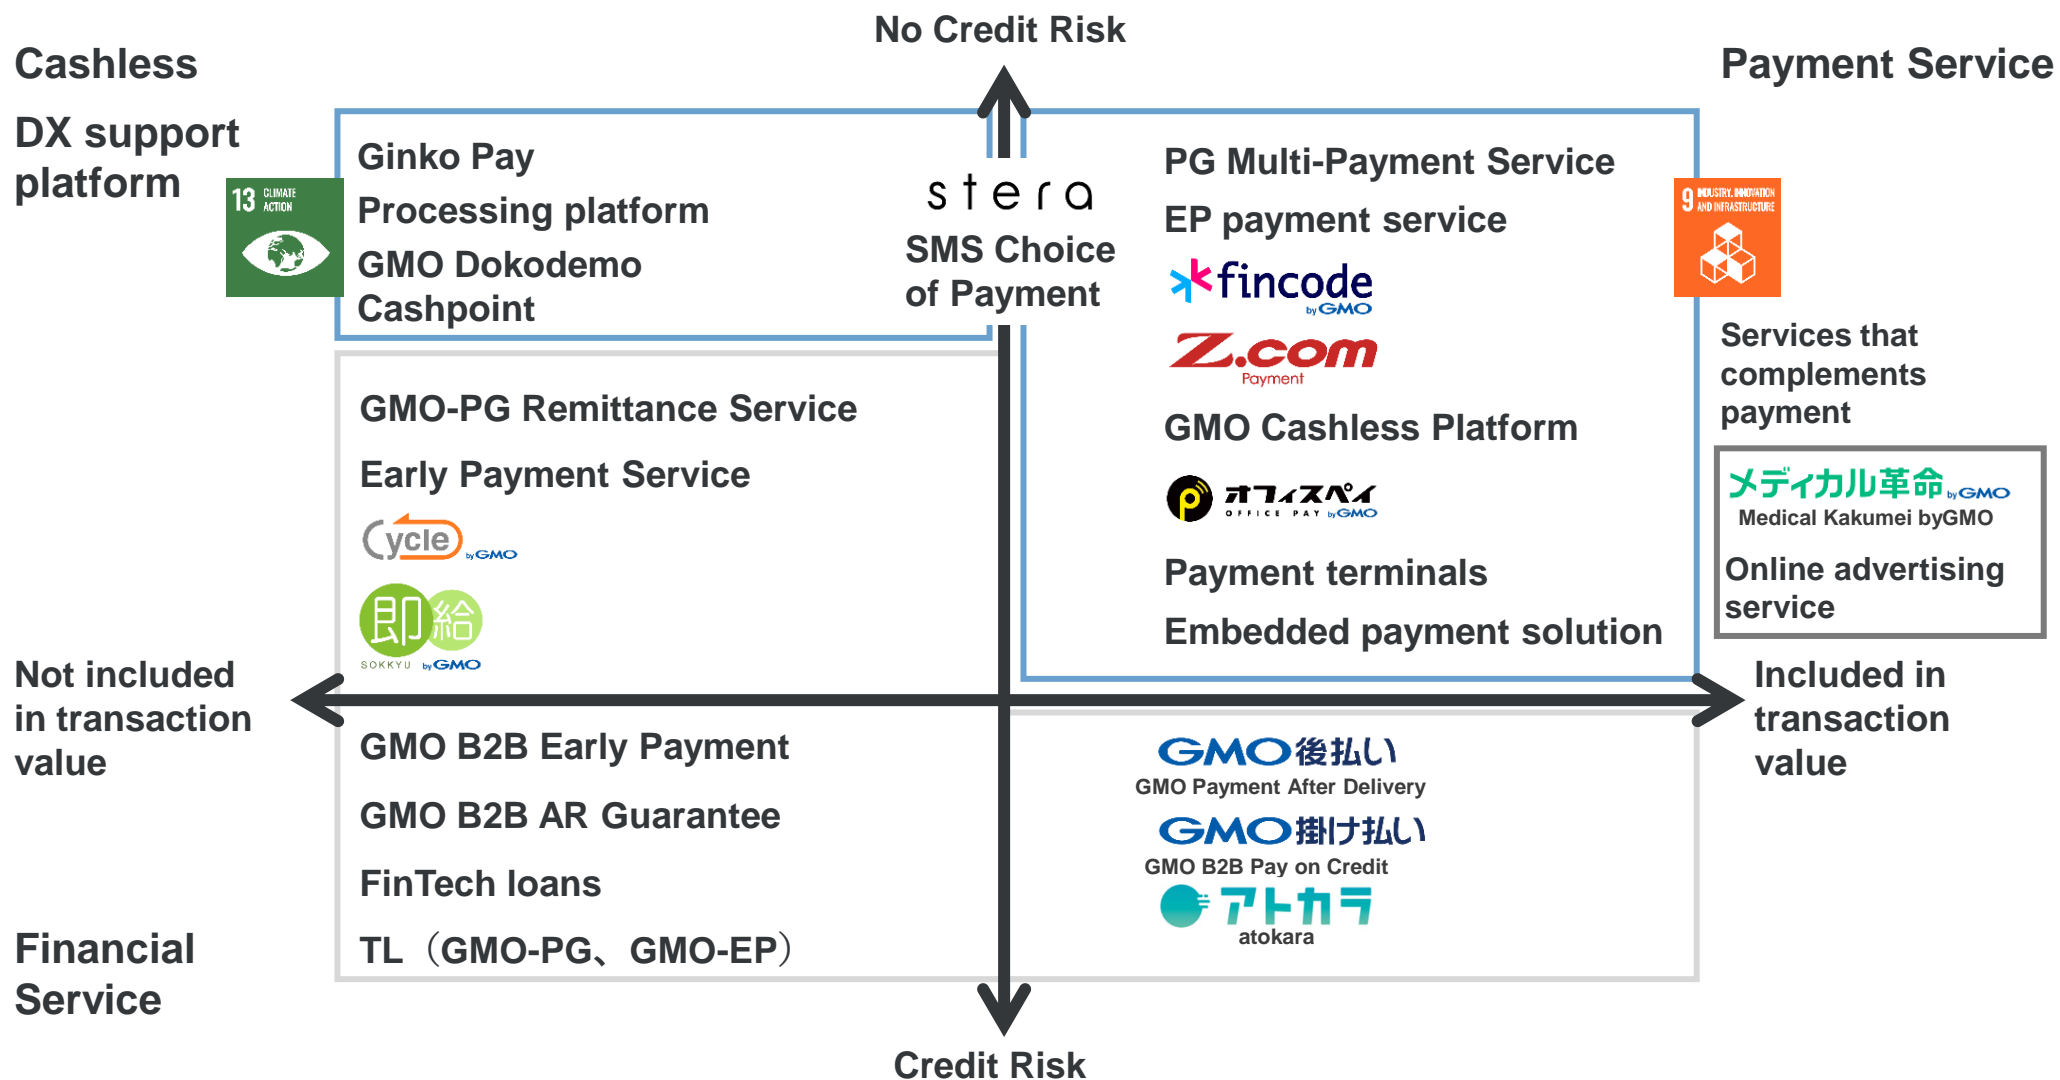 No Credit Risk
Cashless
DX support
platform
Payment Service
13 CLIMATE
ACTION
Ginko Pay
Processing platform
GMO Dokodemo
Cashpoint
stera
SMS Choice
of Payment
PG Multi-Payment Service
EP payment service
fincode
by GMO
Z.com
Payment
GMO Cashless Platform
オフィスペイ
OFFICE PAY by GMO
Payment terminals
Embedded payment solution
9 INDUSTRY, INNOVATION
AND INFRASTRUCTURE
Services that
complements
payment
メディカル革命 by GMO
Medical Kakumei byGMO
Online advertising
service
GMO-PG Remittance Service
Early Payment Service
Cycle by GMO
即給
SOKKYU by GMO
Not included
in transaction
value
Included in
transaction
value
GMO B2B Early Payment
GMO B2B AR Guarantee
FinTech loans
TL（GMO-PG、GMO-EP）
GMO後払い
GMO Payment After Delivery
GMO掛け払い
GMO B2B Pay on Credit
アトカラ
atokara
Financial
Service
Credit Risk